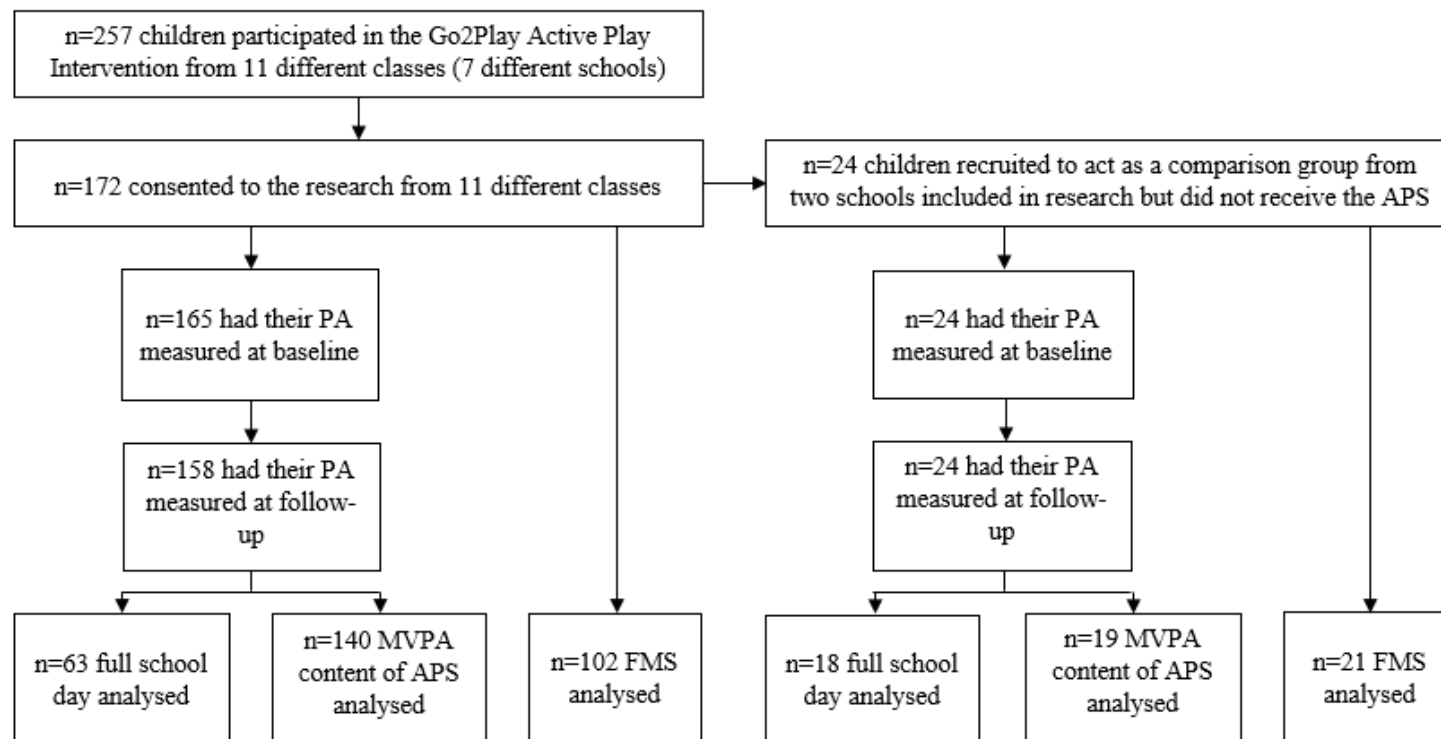 n=257 children participated in the Go2Play Active Play
Intervention from 11 different classes (7 different schools)
n=172 consented to the research from 11 different classes
n=24 children recruited to act as a comparison group from
two schools included in research but did not receive the APS
n=165 had their PA
measured at baseline
n=24 had their PA
measured at baseline
n=158 had their PA
measured at follow-
up
n=24 had their PA
measured at follow-
up
n=63 full school
day analysed
n=140 MVPA
content of APS
analysed
n=102 FMS
analysed
n=18 full school
day analysed
n=19 MVPA
content of APS
analysed
n=21 FMS
analysed